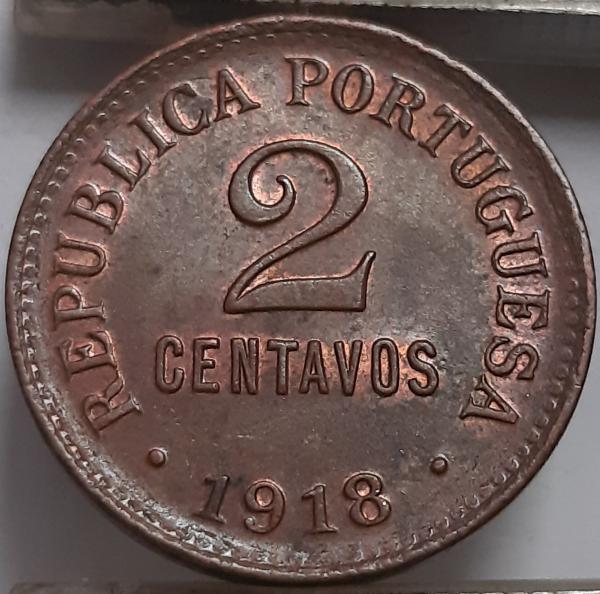 REPUBLICA PORTUGUESA
2
CENTAVOS
• 1918 •